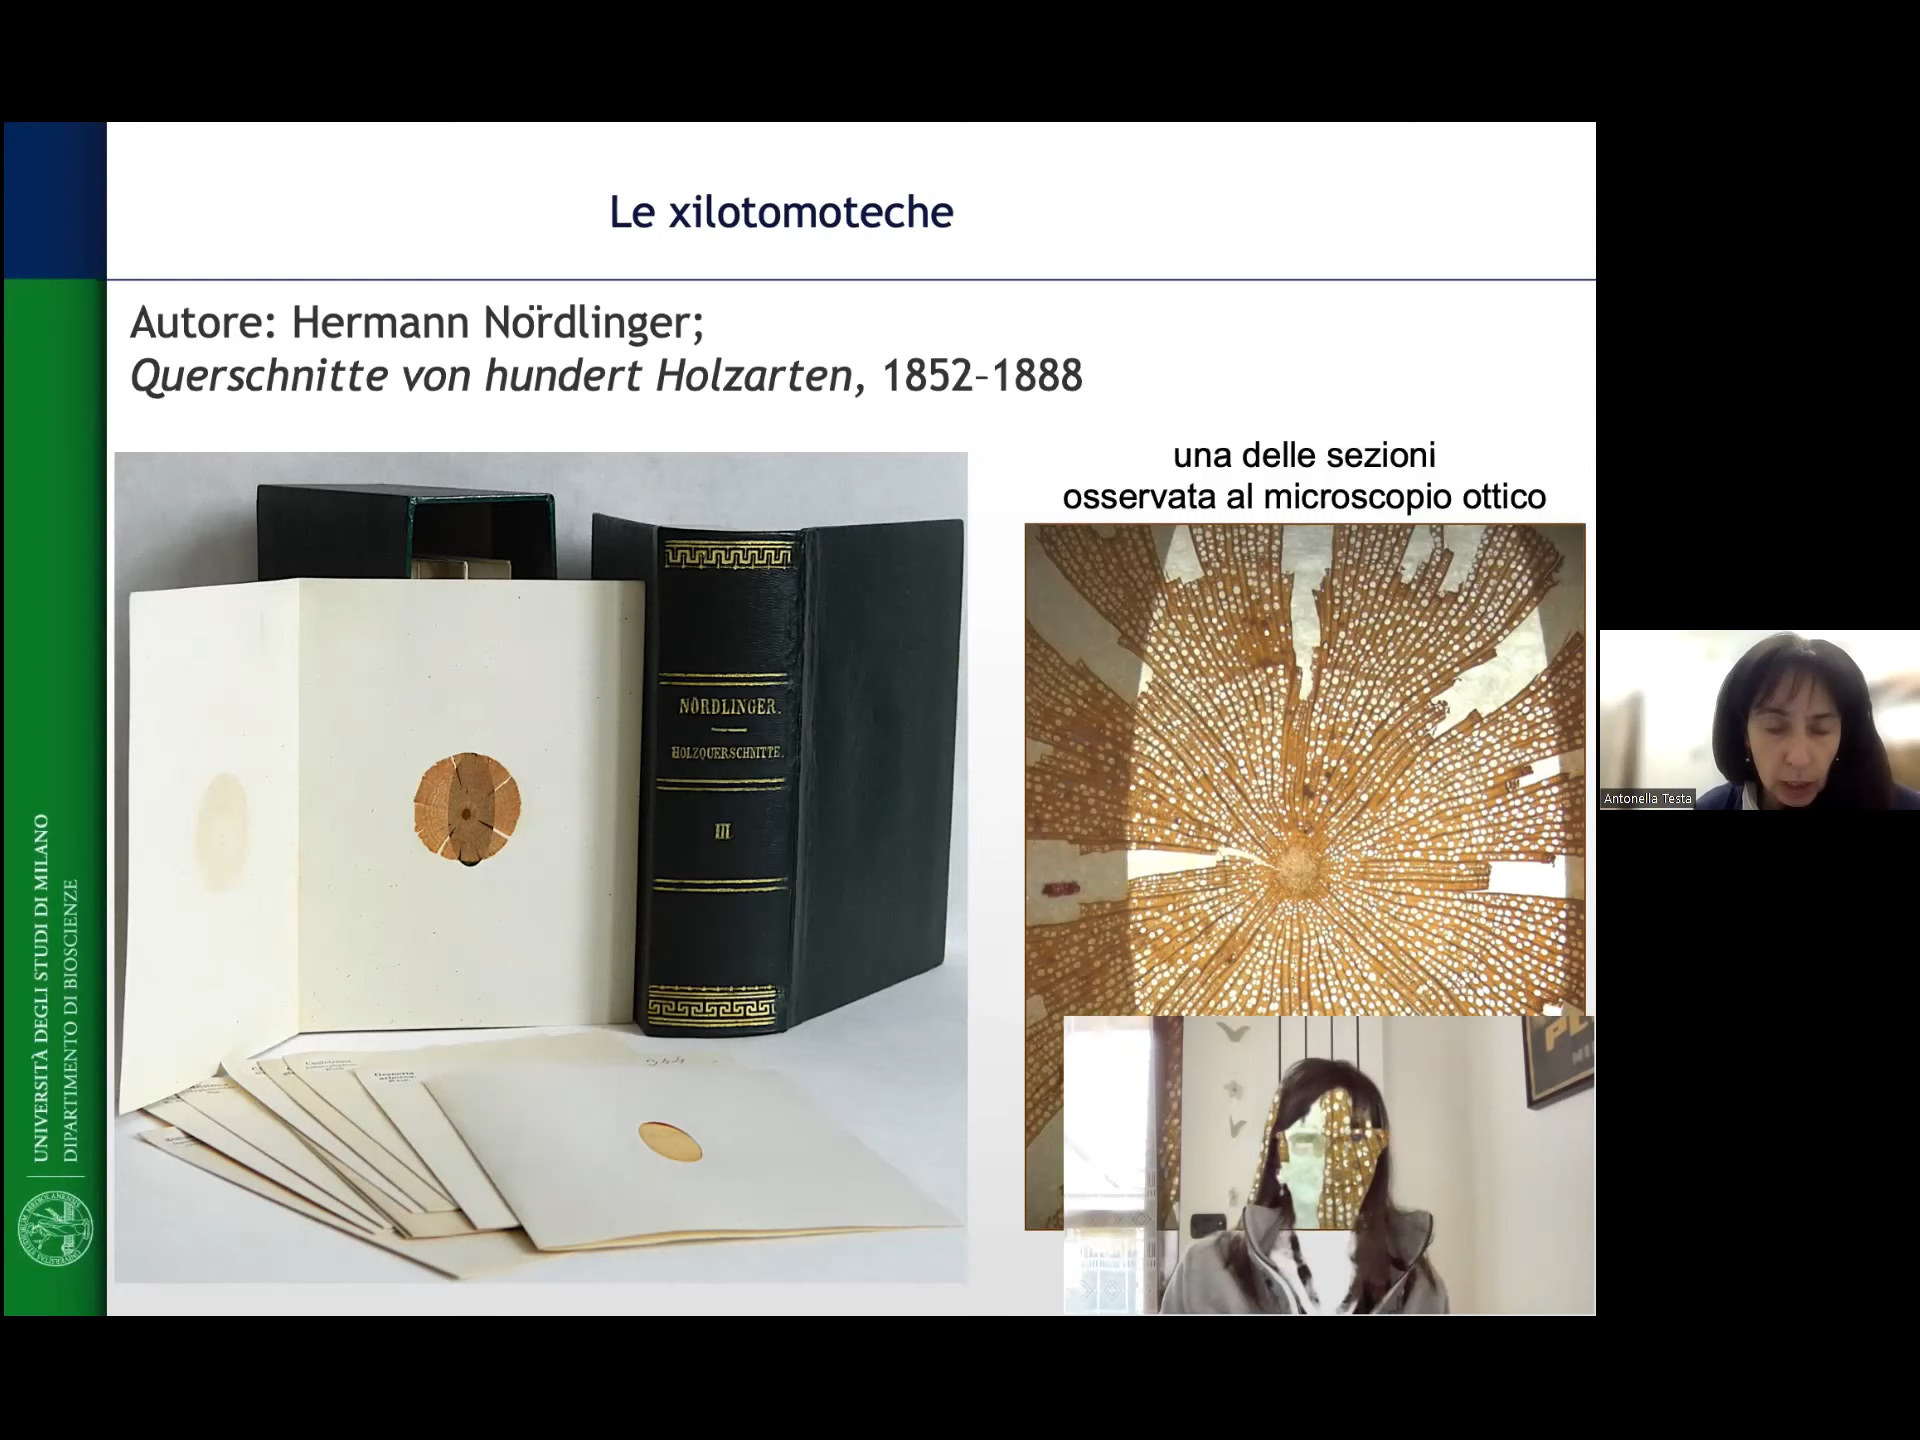 Le xilotomoteche
Autore: Hermann Nördlinger;
Querschnitte von hundert Holzarten, 1852–1888
una delle sezioni
osservata al microscopio ottico
NÖRDLINGER.
HOLZQUERSCHNITTE.
III
UNIVERSITÀ DEGLI STUDI DI MILANO
DIPARTIMENTO DI BIOSCIENZE
Antonella Testa